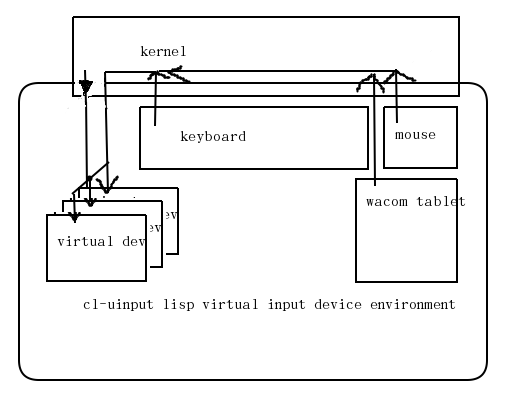 kernel
keyboard
mouse
wacom tablet
ev
ev
virtual dev
cl-uinput lisp virtual input device environment